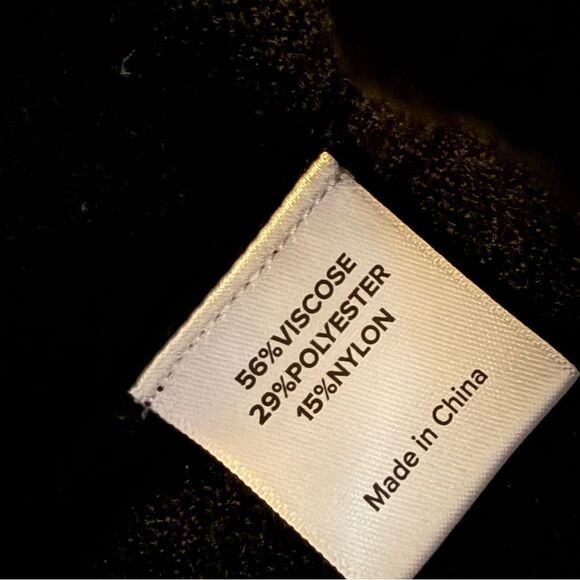 56%VISCOSE
29%POLYESTER
15%NYLON
Made in China